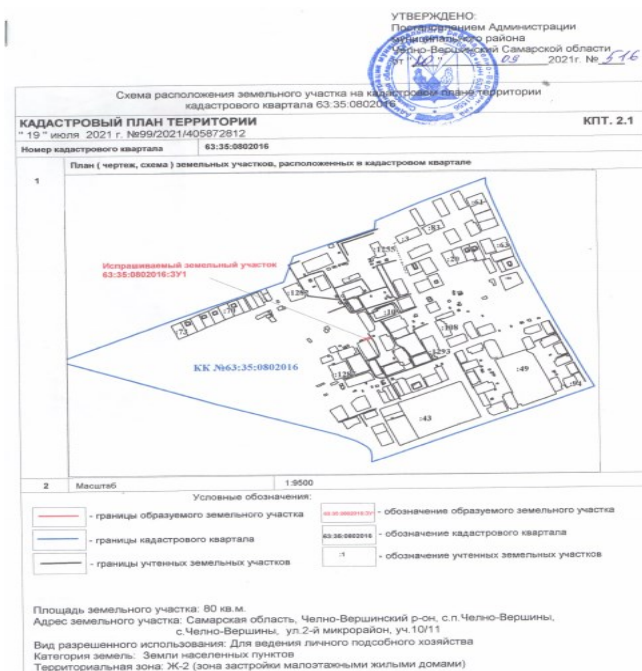 УТВЕРЖДЕНО:
Постановлением Администрации
муниципального района
Челно-Вершинский Самарской области
от " 10 " 09 2021г. № 516
Схема расположения земельного участка на кадастровом плане территории
кадастрового квартала 63:35:0802016
КАДАСТРОВЫЙ ПЛАН ТЕРРИТОРИИ КПТ. 2.1
" 19 " июля 2021 г. №99/2021/405872812
Номер кадастрового квартала 63:35:0802016
1 План ( чертеж, схема ) земельных участков, расположенных в кадастровом квартале
Испрашиваемый земельный участок
63:35:0802016:ЗУ1
КК №63:35:0802016
:1255
:1293
:49
:43
2 Масштаб 1:9500
Условные обозначения:
- границы образуемого земельного участка
- обозначение образуемого земельного участка
- границы кадастрового квартала
63:35:0802016 - обозначение кадастрового квартала
- границы учтенных земельных участков
:1 - обозначение учтенных земельных участков
Площадь земельного участка: 80 кв.м.
Адрес земельного участка: Самарская область, Челно-Вершинский р-он, с.п.Челно-Вершины,
с.Челно-Вершины, ул.2-й микрорайон, уч.10/11
Вид разрешенного использования: Для ведения личного подсобного хозяйства
Категория земель: Земли населенных пунктов
Территориальная зона: Ж-2 (зона застройки малоэтажными жилыми домами)